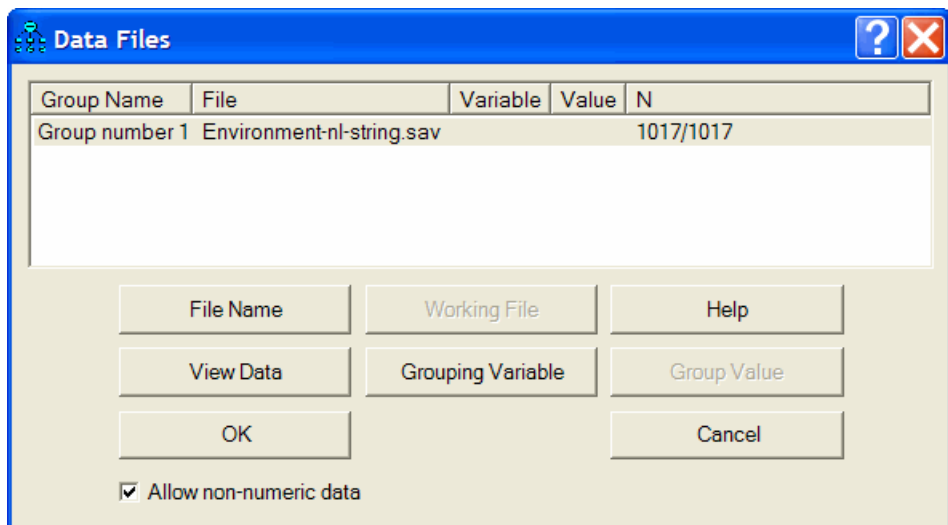 Data Files
Group Name File Variable Value N
Group number 1 Environment-nl-string.sav 1017/1017
File Name Working File Help
View Data Grouping Variable Group Value
OK Cancel
Allow non-numeric data